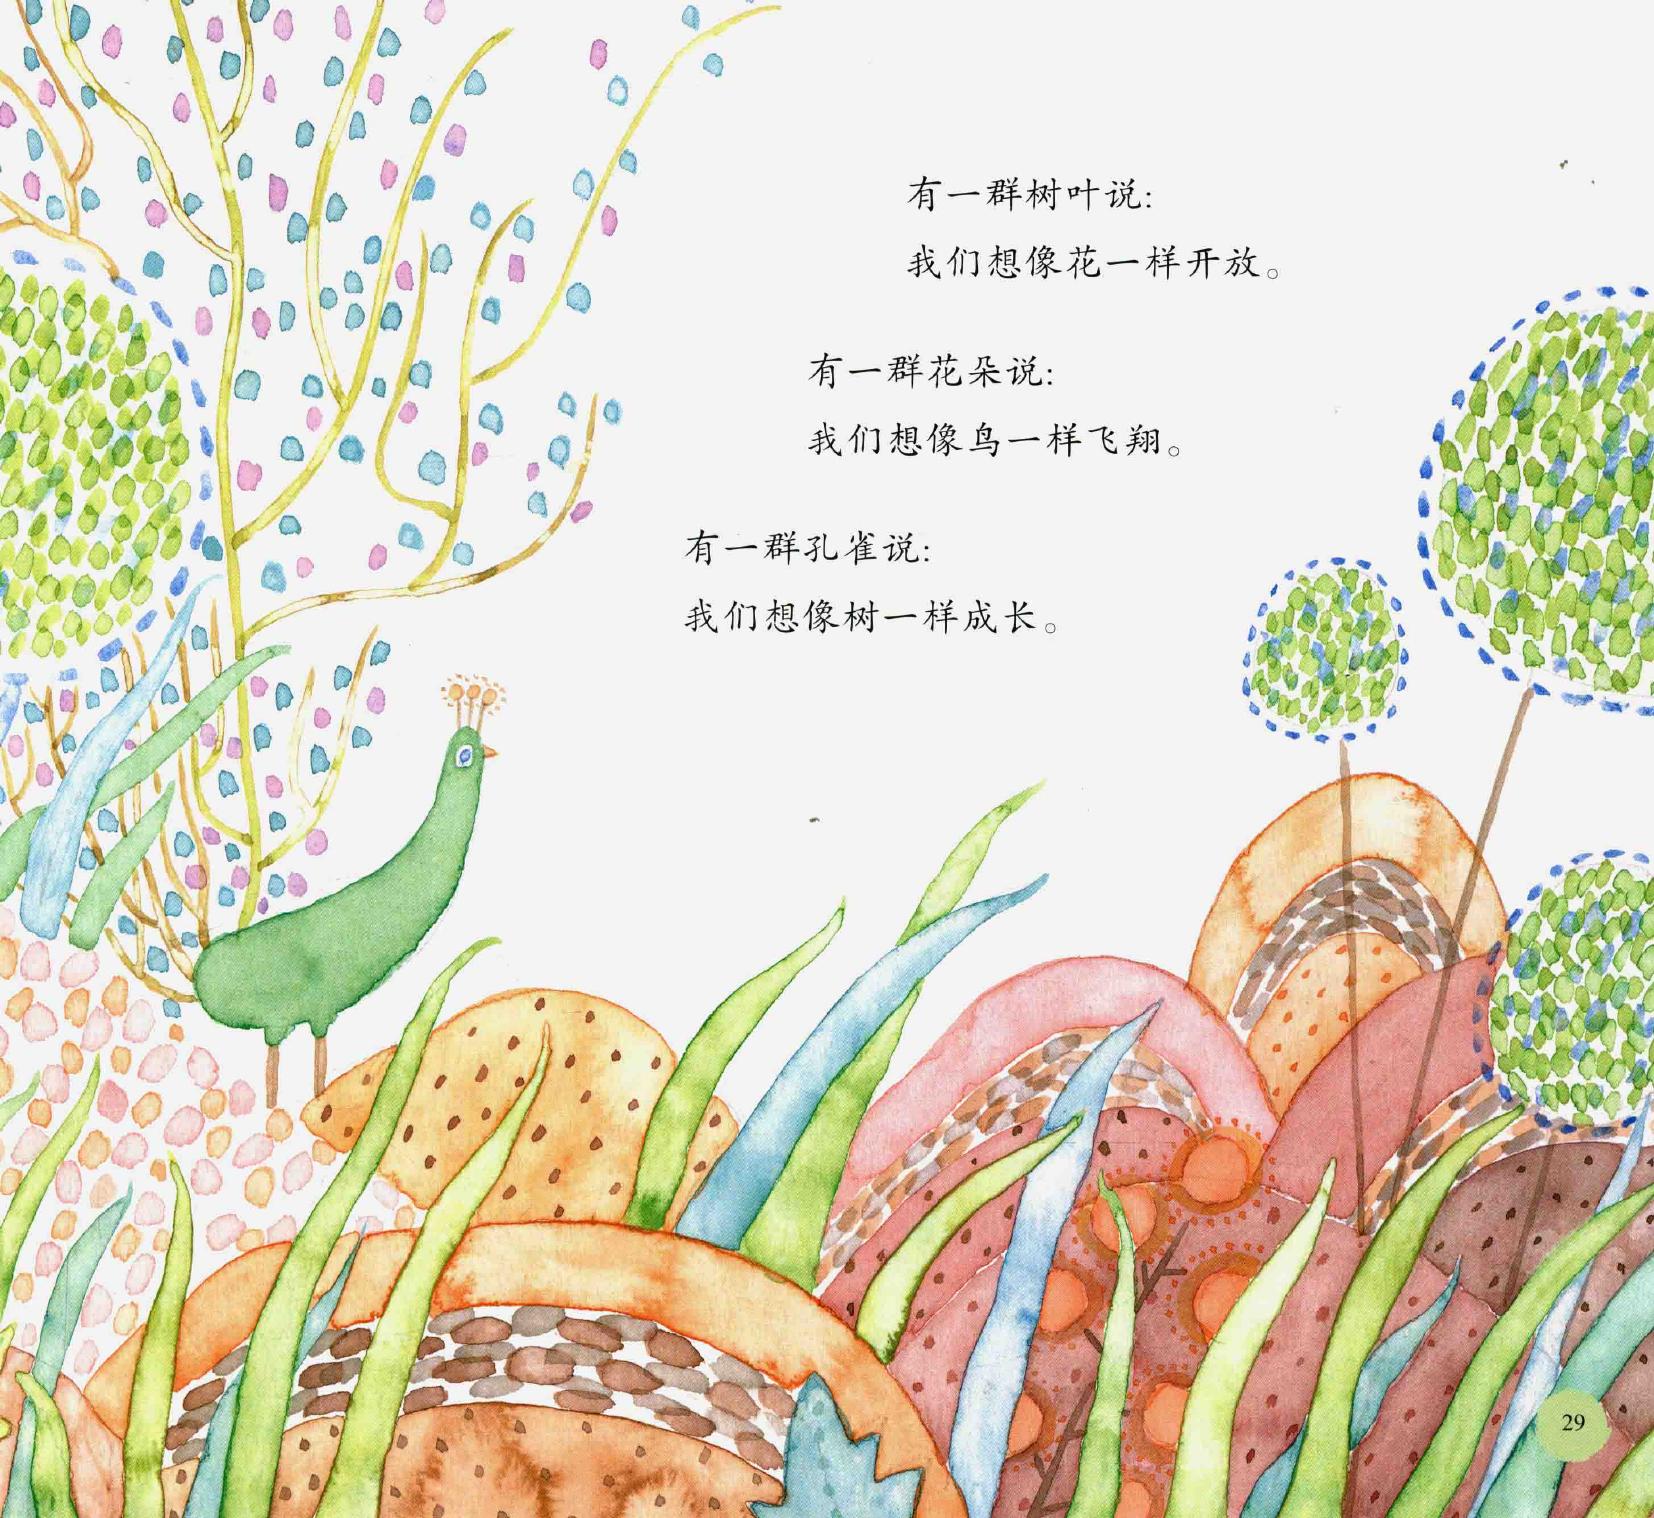 有一群树叶说:
我们想像花一样开放。
有一群花朵说:
我们想像鸟一样飞翔。
有一群孔雀说:
我们想像树一样成长。
29